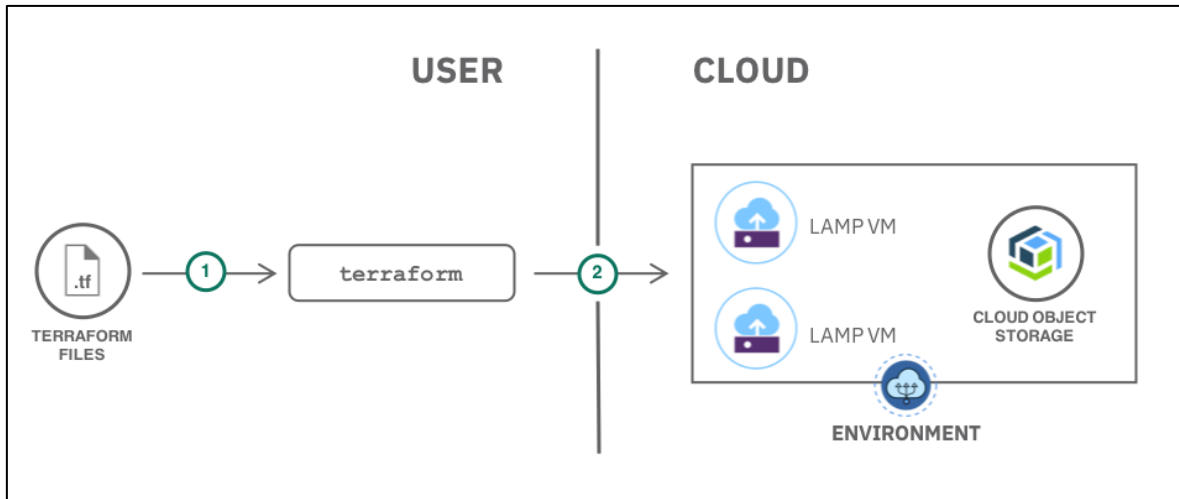 USER
CLOUD
.tf
TERRAFORM
FILES
1
terraform
2
LAMP VM
LAMP VM
CLOUD OBJECT
STORAGE
ENVIRONMENT